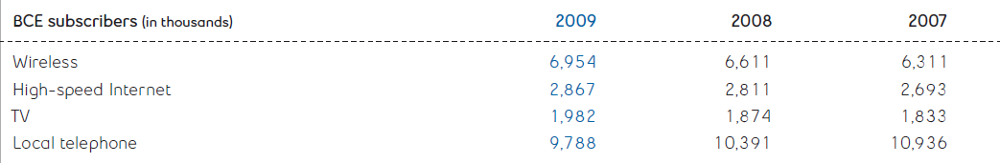 BCE subscribers (in thousands) 2009 2008 2007
Wireless 6,954 6,611 6,311
High-speed Internet 2,867 2,811 2,693
TV 1,982 1,874 1,833
Local telephone 9,788 10,391 10,936